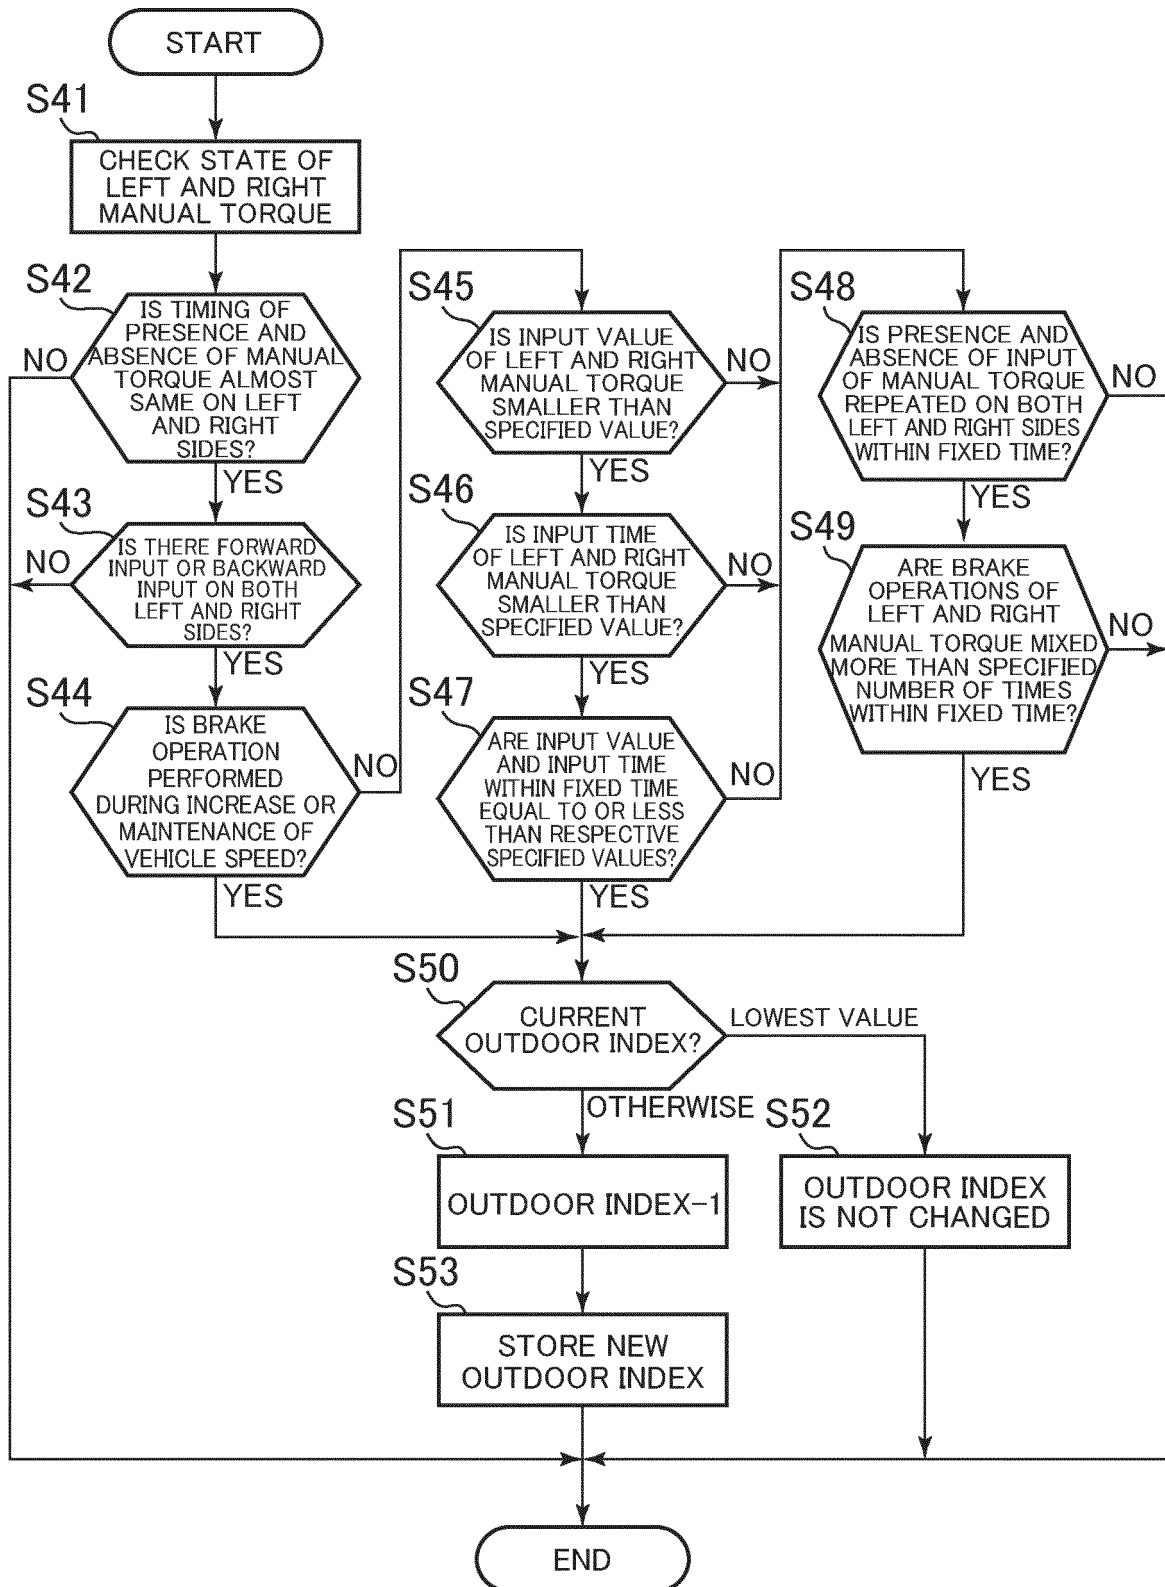 START
S41
CHECK STATE OF
LEFT AND RIGHT
MANUAL TORQUE
S42
IS TIMING OF
PRESENCE AND
ABSENCE OF MANUAL
TORQUE ALMOST
SAME ON LEFT
AND RIGHT
SIDES?
NO
YES
S43
IS THERE FORWARD
INPUT OR BACKWARD
INPUT ON BOTH
LEFT AND RIGHT
SIDES?
NO
YES
S44
IS BRAKE
OPERATION
PERFORMED
DURING INCREASE OR
MAINTENANCE OF
VEHICLE SPEED?
NO
YES
S45
IS INPUT VALUE
OF LEFT AND RIGHT
MANUAL TORQUE
SMALLER THAN
SPECIFIED VALUE?
NO
YES
S46
IS INPUT TIME
OF LEFT AND RIGHT
MANUAL TORQUE
SMALLER THAN
SPECIFIED VALUE?
NO
YES
S47
ARE INPUT VALUE
AND INPUT TIME
WITHIN FIXED TIME
EQUAL TO OR LESS
THAN RESPECTIVE
SPECIFIED VALUES?
NO
YES
S48
IS PRESENCE AND
ABSENCE OF INPUT
OF MANUAL TORQUE
REPEATED ON BOTH
LEFT AND RIGHT SIDES
WITHIN FIXED TIME?
NO
YES
S49
ARE BRAKE
OPERATIONS OF
LEFT AND RIGHT
MANUAL TORQUE MIXED
MORE THAN SPECIFIED
NUMBER OF TIMES
WITHIN FIXED TIME?
NO
YES
S50
CURRENT
OUTDOOR INDEX?
LOWEST VALUE
OTHERWISE
S51
OUTDOOR INDEX-1
S52
OUTDOOR INDEX
IS NOT CHANGED
S53
STORE NEW
OUTDOOR INDEX
END